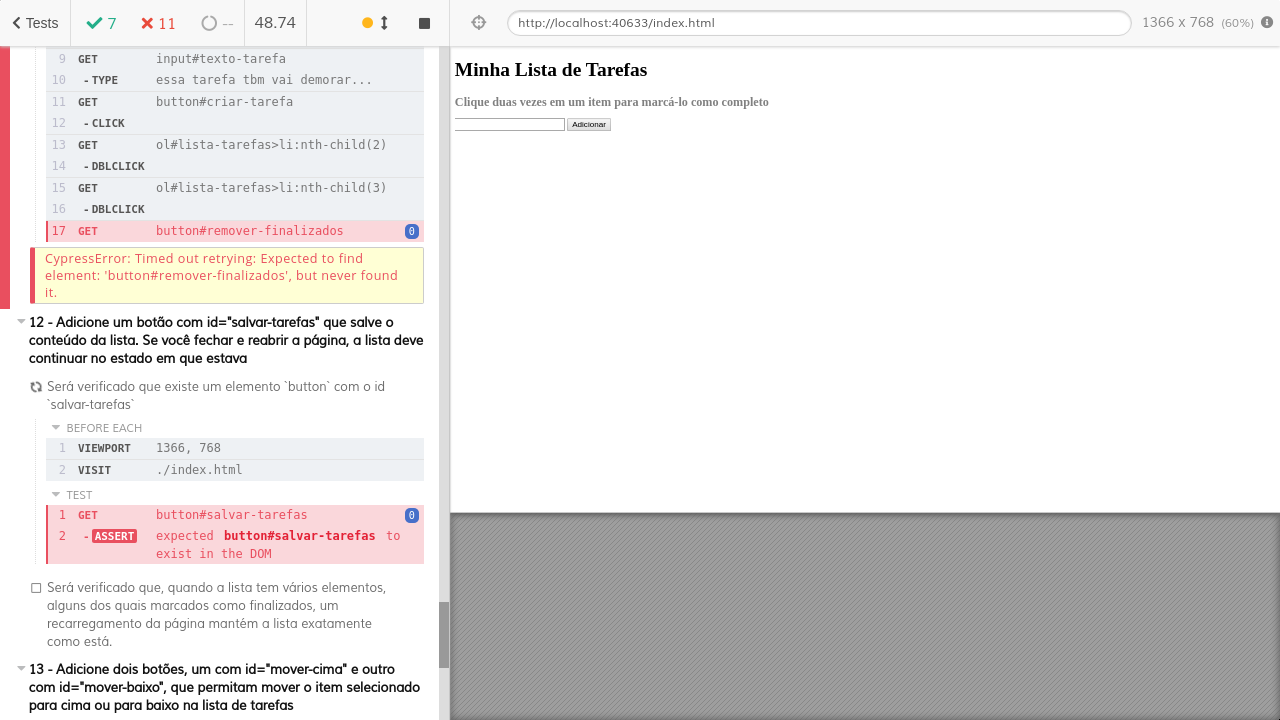 Tests 7 11 -- 48.74 http://localhost:40633/index.html 1366 x 768 (60%)
9 GET input#texto-tarefa
10 - TYPE essa tarefa tbm vai demorar...
11 GET button#criar-tarefa
12 - CLICK
13 GET ol#lista-tarefas>li:nth-child(2)
14 - DBLCLICK
15 GET ol#lista-tarefas>li:nth-child(3)
16 - DBLCLICK
17 GET button#remover-finalizados 0
CypressError: Timed out retrying: Expected to find
element: 'button#remover-finalizados', but never found
it.
12 - Adicione um botão com id="salvar-tarefas" que salve o
conteúdo da lista. Se você fechar e reabrir a página, a lista deve
continuar no estado em que estava
Será verificado que existe um elemento `button` com o id
`salvar-tarefas`
BEFORE EACH
1 VIEWPORT 1366, 768
2 VISIT ./index.html
TEST
1 GET button#salvar-tarefas 0
2 - ASSERT expected button#salvar-tarefas to
exist in the DOM
Será verificado que, quando a lista tem vários elementos,
alguns dos quais marcados como finalizados, um
recarregamento da página mantém a lista exatamente
como está.
13 - Adicione dois botões, um com id="mover-cima" e outro
com id="mover-baixo", que permitam mover o item selecionado
para cima ou para baixo na lista de tarefas
Minha Lista de Tarefas
Clique duas vezes em um item para marcá-lo como completo
Adicionar